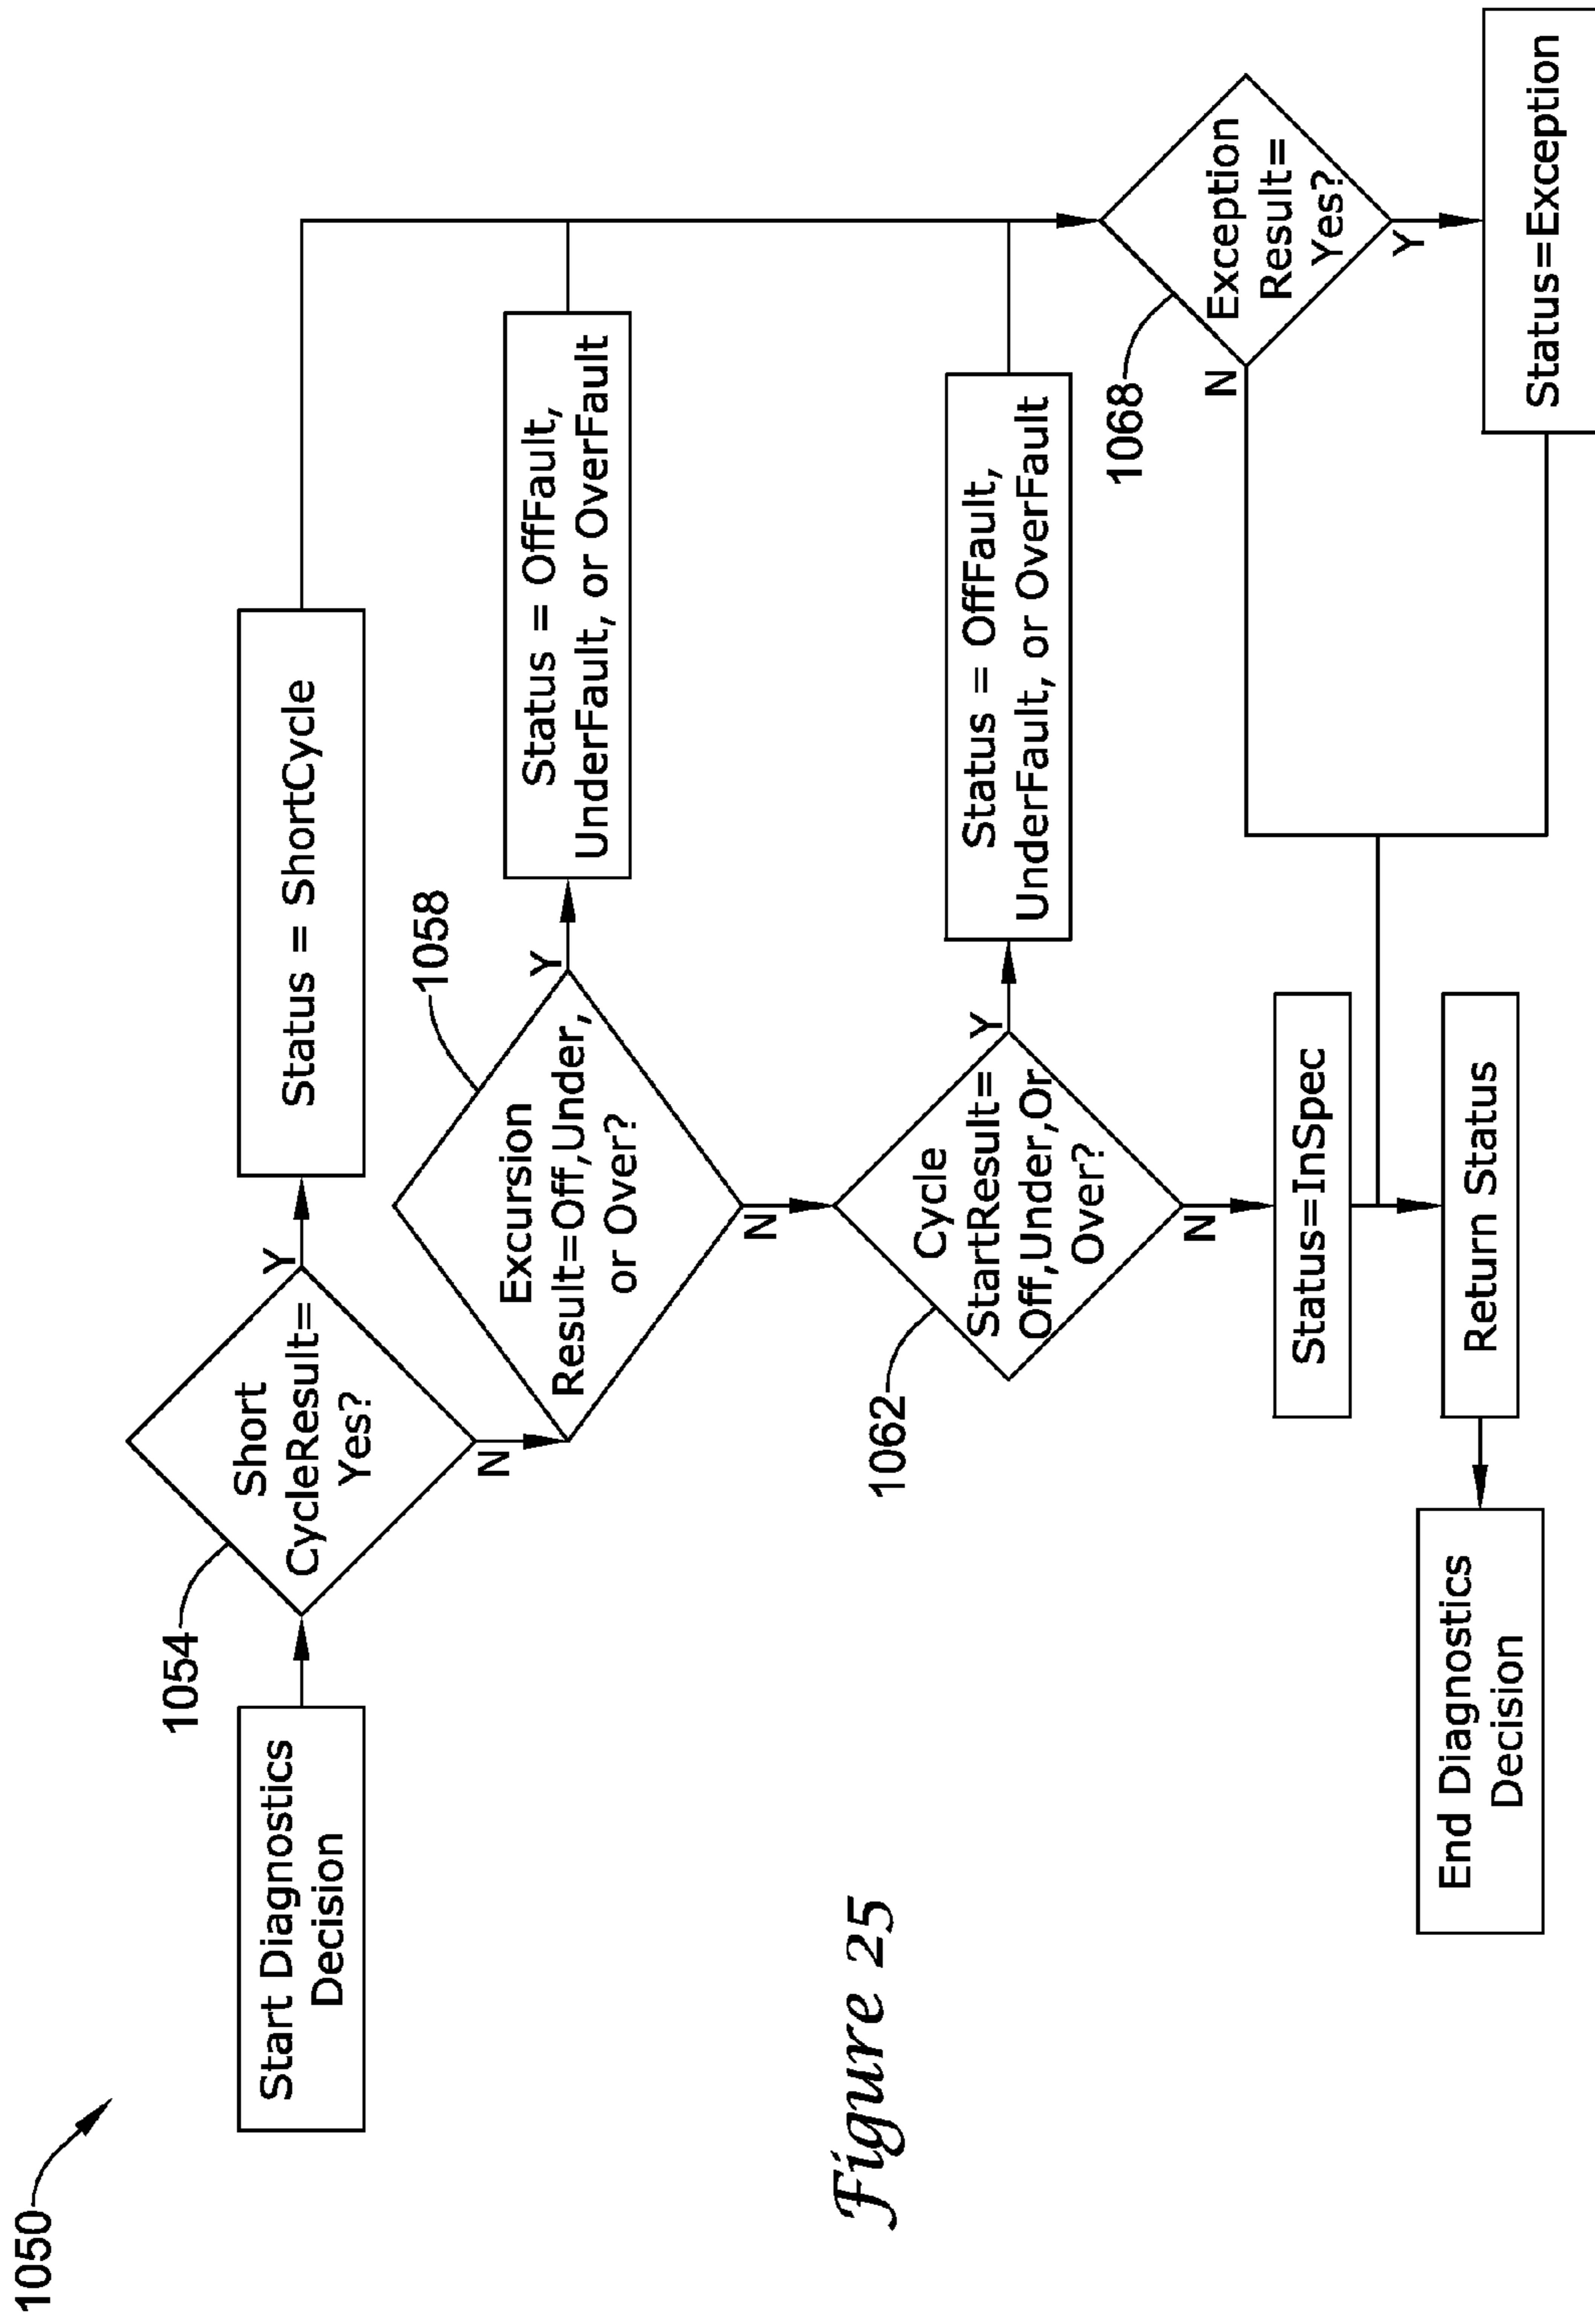 1050
Start Diagnostics
Decision
1054
Short
CycleResult=
Yes?
Y
N
Status = ShortCycle
1058
Excursion
Result=Off,Under,
or Over?
Y
N
Status = OffFault,
UnderFault, or OverFault
1062
Cycle
StartResult=
Off,Under,Or
Over?
Y
N
Status = OffFault,
UnderFault, or OverFault
1068
Exception
Result=
Yes?
N
Y
Status=InSpec
Return Status
Status=Exception
End Diagnostics
Decision
Figure 25